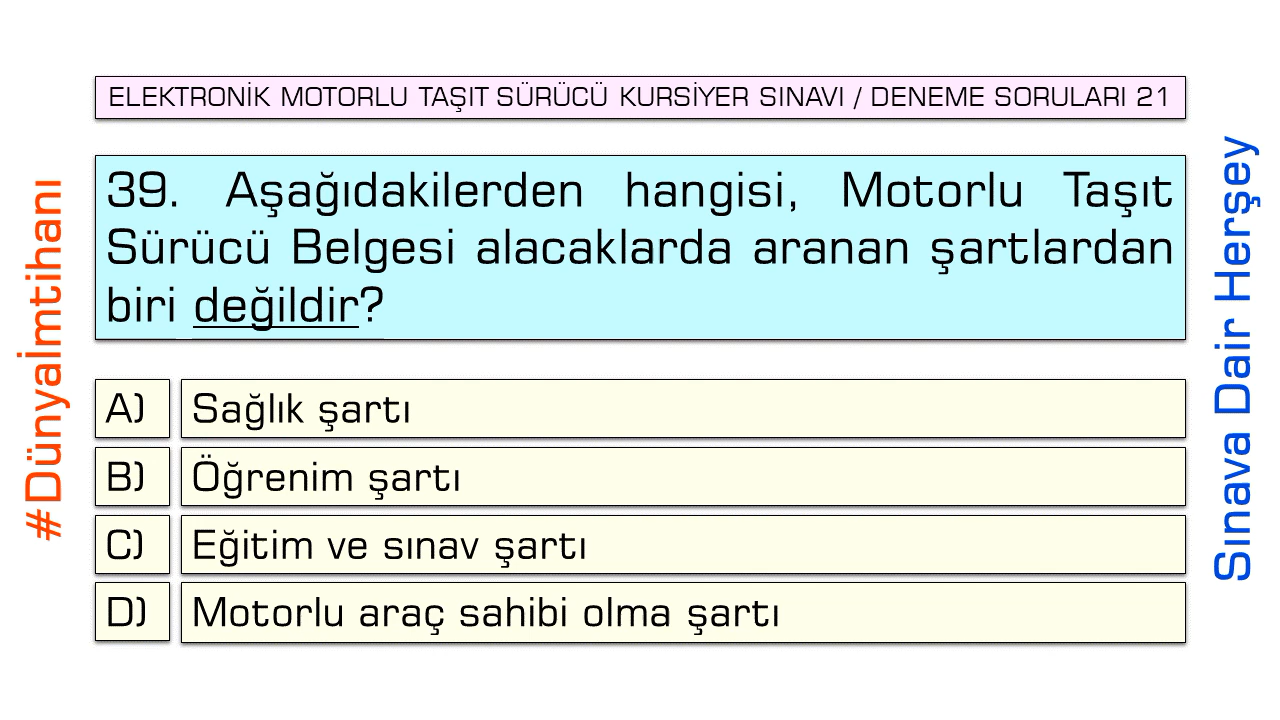 ELEKTRONİK MOTORLU TAŞIT SÜRÜCÜ KURSİYER SINAVI / DENEME SORULARI 21
39. Aşağıdakilerden hangisi, Motorlu Taşıt
Sürücü Belgesi alacaklarda aranan şartlardan
biri değildir?
A) Sağlık şartı
B) Öğrenim şartı
C) Eğitim ve sınav şartı
D) Motorlu araç sahibi olma şartı
#Dünyaİmtihanı
Sınava Dair Herşey